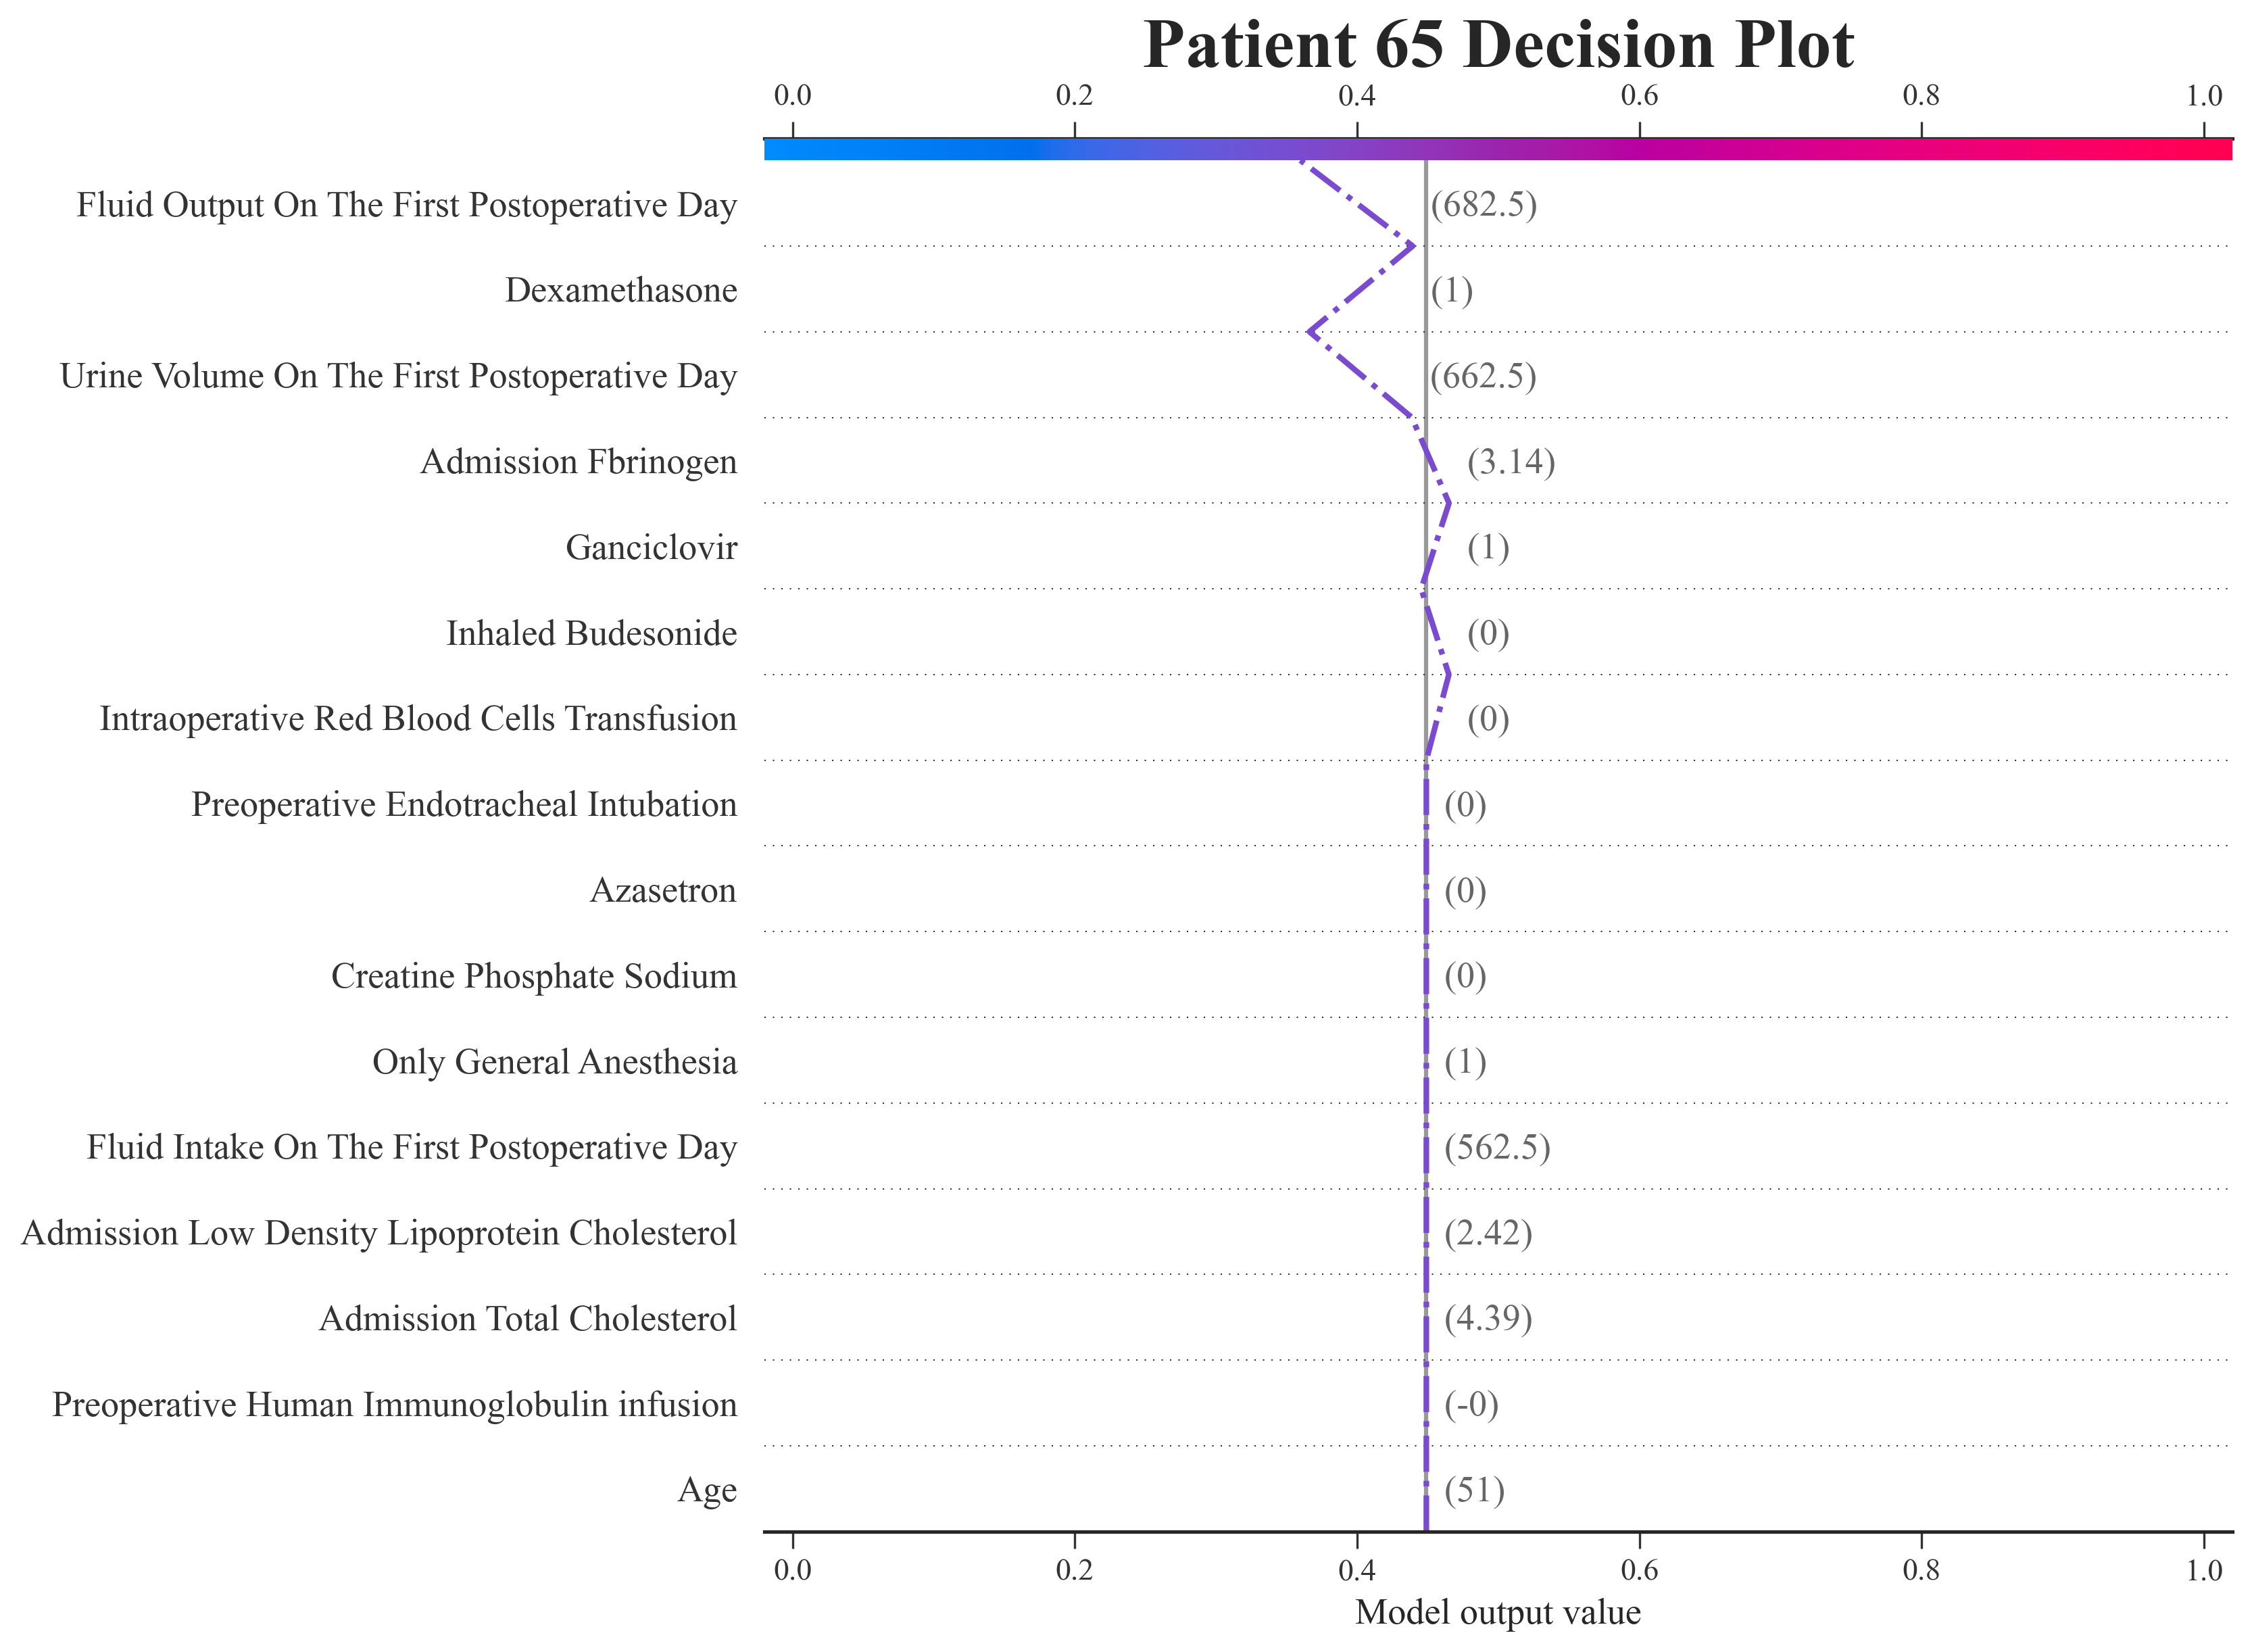 Patient 65 Decision Plot
0.0 0.2 0.4 0.6 0.8 1.0
Fluid Output On The First Postoperative Day (682.5)
Dexamethasone (1)
Urine Volume On The First Postoperative Day (662.5)
Admission Fbrinogen (3.14)
Ganciclovir (1)
Inhaled Budesonide (0)
Intraoperative Red Blood Cells Transfusion (0)
Preoperative Endotracheal Intubation (0)
Azasetron (0)
Creatine Phosphate Sodium (0)
Only General Anesthesia (1)
Fluid Intake On The First Postoperative Day (562.5)
Admission Low Density Lipoprotein Cholesterol (2.42)
Admission Total Cholesterol (4.39)
Preoperative Human Immunoglobulin infusion (-0)
Age (51)
0.0 0.2 0.4 0.6 0.8 1.0
Model output value